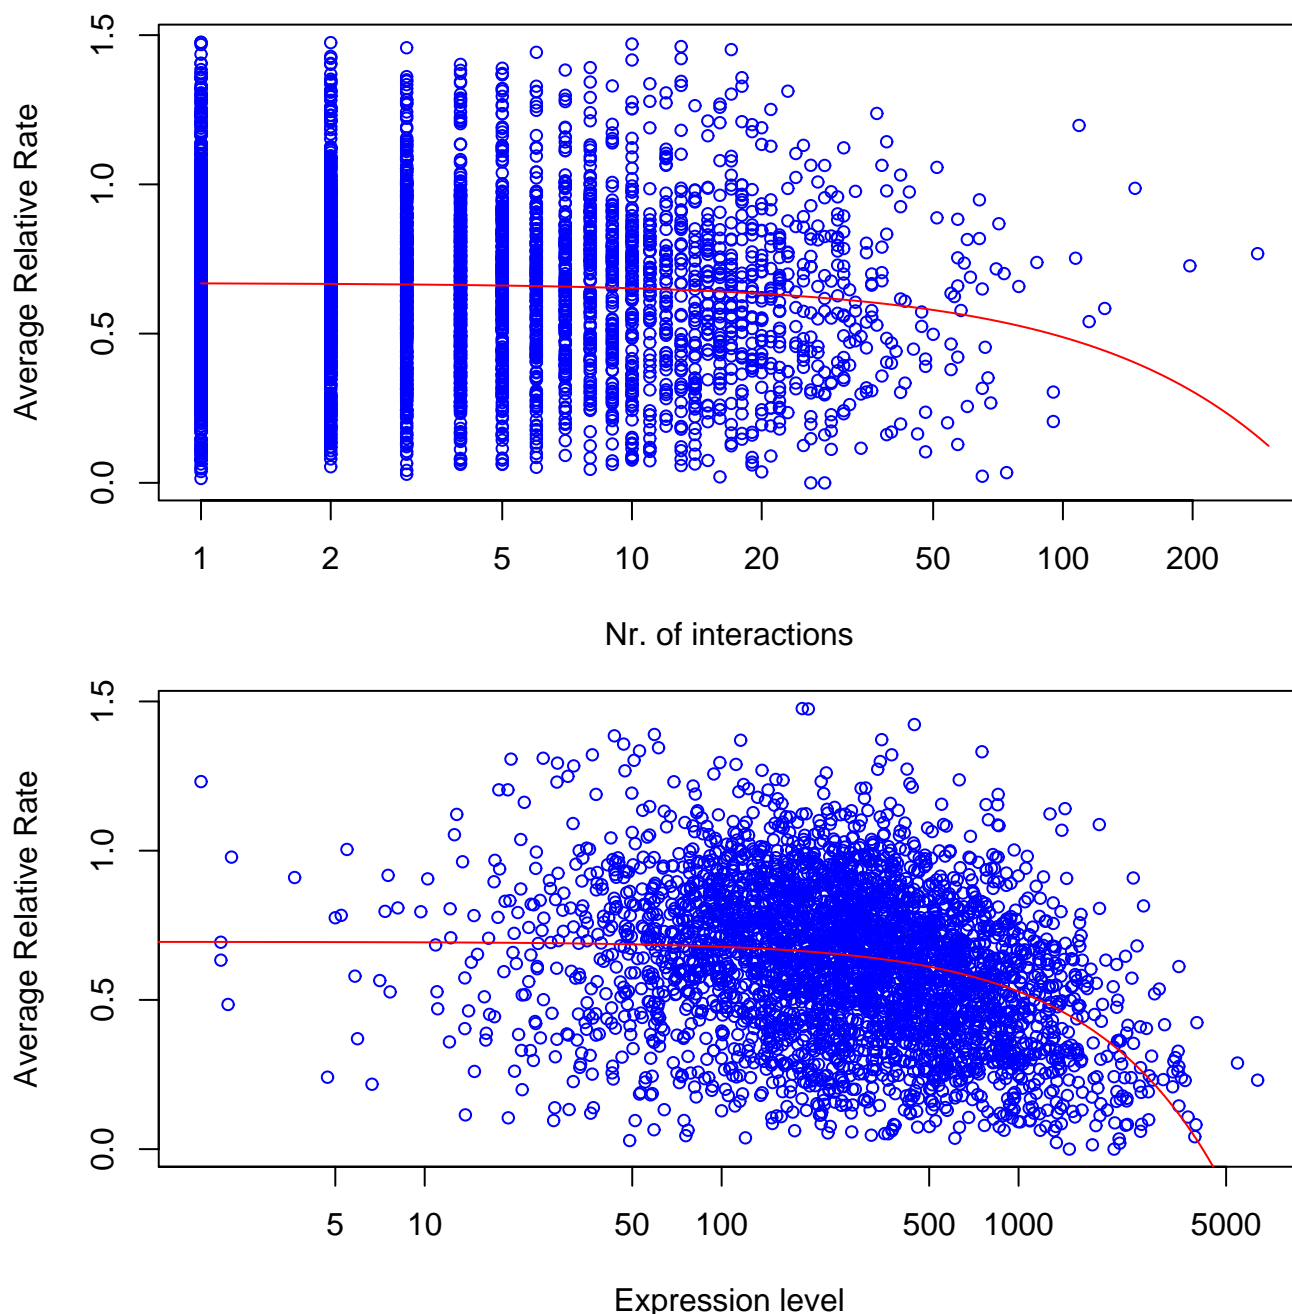 1.5
1.0
0.5
0.0
Average Relative Rate
1 2 5 10 20 50 100 200
Nr. of interactions
1.5
1.0
0.5
0.0
Average Relative Rate
5 10 50 100 500 1000 5000
Expression level